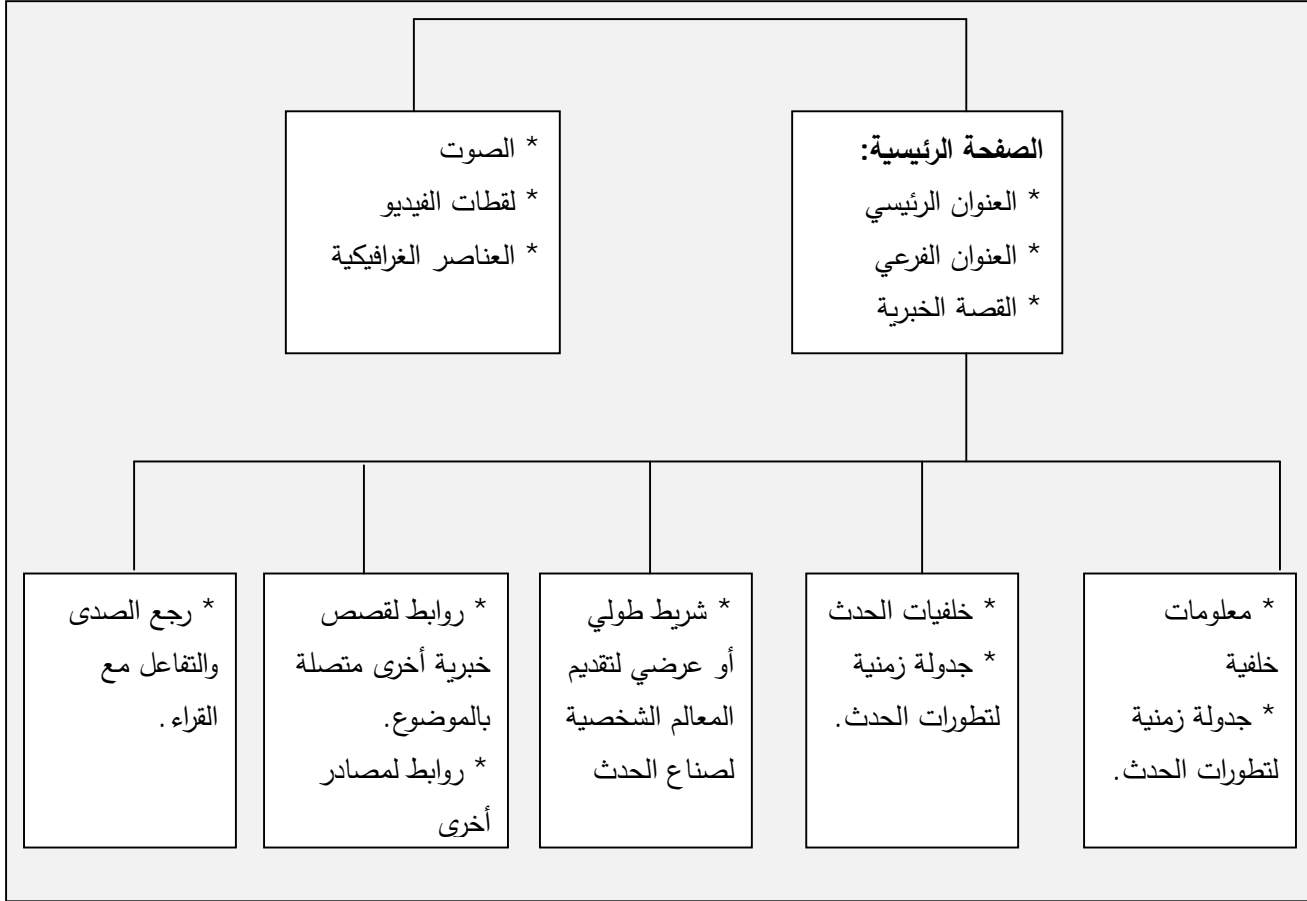 الصفحة الرئيسية:
* العنوان الرئيسي
* العنوان الفرعي
* القصة الخبرية
* الصوت
* لقطات الفيديو
* العناصر الغرافيكية
* معلومات
خلفية
* جدولة زمنية
لتطورات الحدث.
* خلفيات الحدث
* جدولة زمنية
لتطورات الحدث.
* شريط طولي
أو عرضي لتقديم
المعالم الشخصية
لصناع الحدث
* روابط لقصص
خبرية أخرى متصلة
بالموضوع.
* روابط لمصادر
أخرى
* رجع الصدى
والتفاعل مع
القراء.